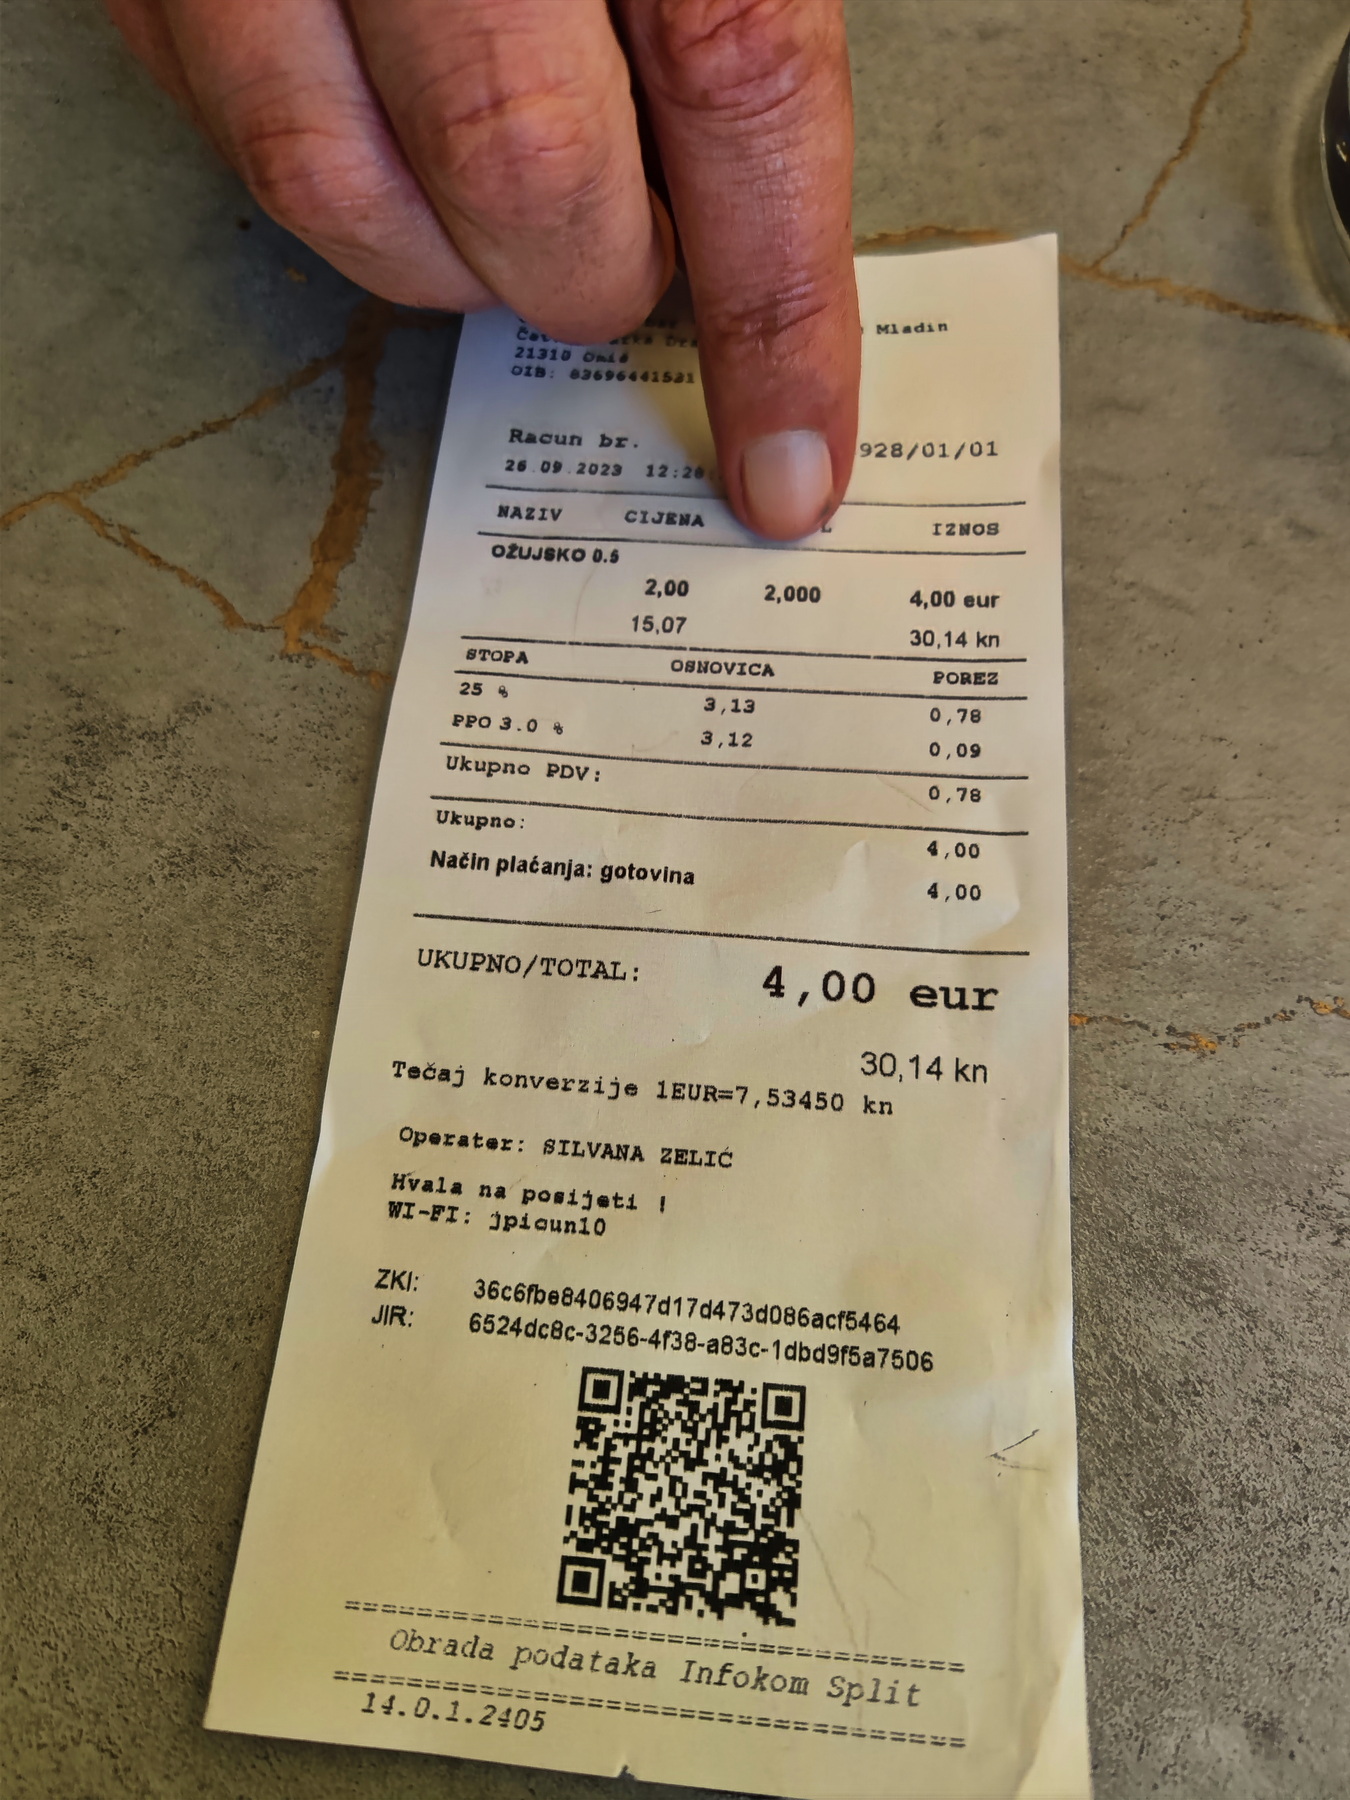 Mladin
21310 Omiš
OIB: 83696441521
Racun br. 928/01/01
26.09.2023 12:28
NAZIV CIJENA L IZNOS
OŽUJSKO 0.5
2,00 2,000 4,00 eur
15,07 30,14 kn
STOPA OSNOVICA POREZ
25 % 3,13 0,78
PPO 3.0 % 3,12 0,09
Ukupno PDV: 0,78
Ukupno: 4,00
Način plaćanja: gotovina 4,00
UKUPNO/TOTAL: 4,00 eur
30,14 kn
Tečaj konverzije 1EUR=7,53450 kn
Operater: SILVANA ZELIĆ
Hvala na posijeti !
WI-FI: jpicun10
ZKI: 36c6fbe8406947d17d473d086acf5464
JIR: 6524dc8c-3256-4f38-a83c-1dbd9f5a7506
=================================
Obrada podataka Infokom Split
=================================
14.0.1.2405